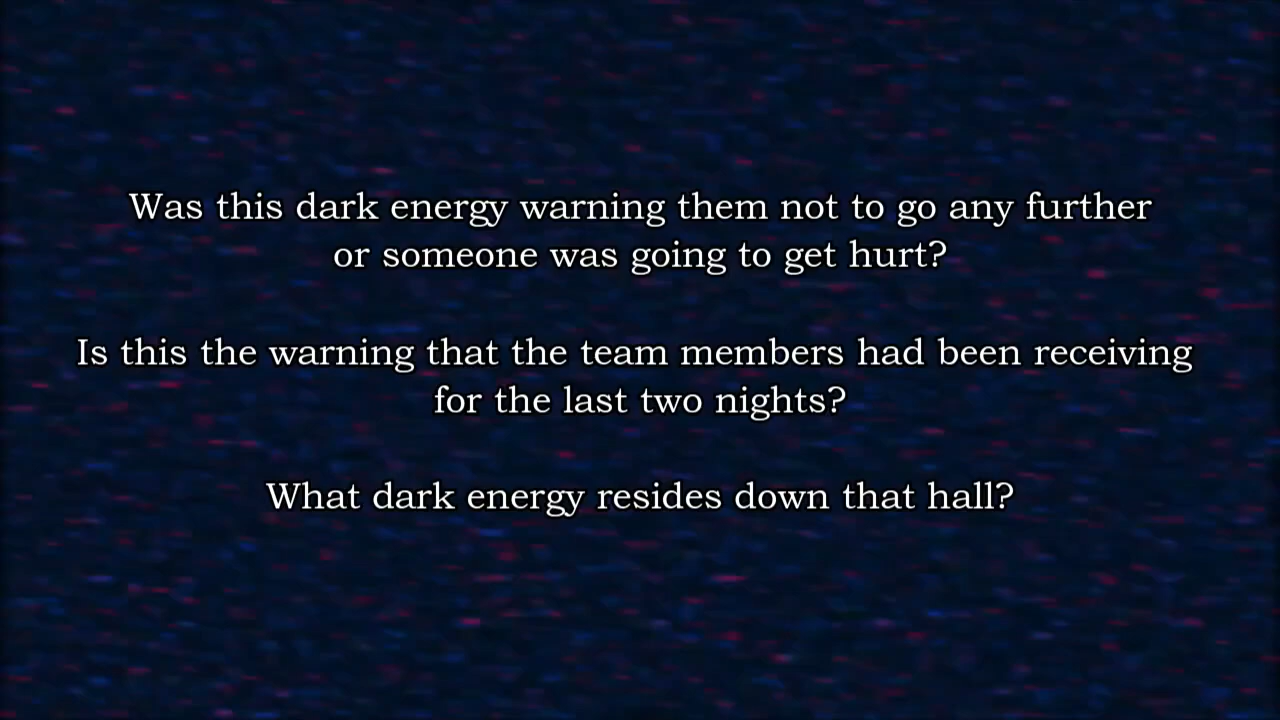 Was this dark energy warning them not to go any further
or someone was going to get hurt?
Is this the warning that the team members had been receiving
for the last two nights?
What dark energy resides down that hall?